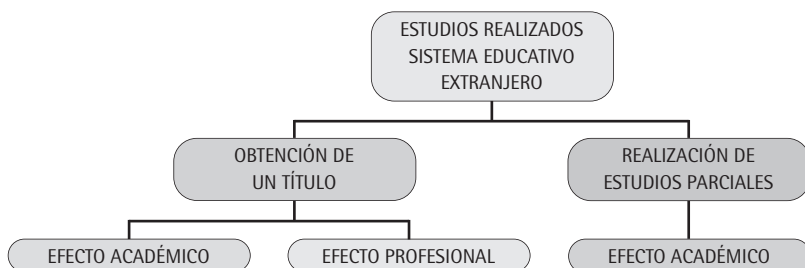 ESTUDIOS REALIZADOS
SISTEMA EDUCATIVO
EXTRANJERO
OBTENCIÓN DE
UN TÍTULO
REALIZACIÓN DE
ESTUDIOS PARCIALES
EFECTO ACADÉMICO
EFECTO PROFESIONAL
EFECTO ACADÉMICO